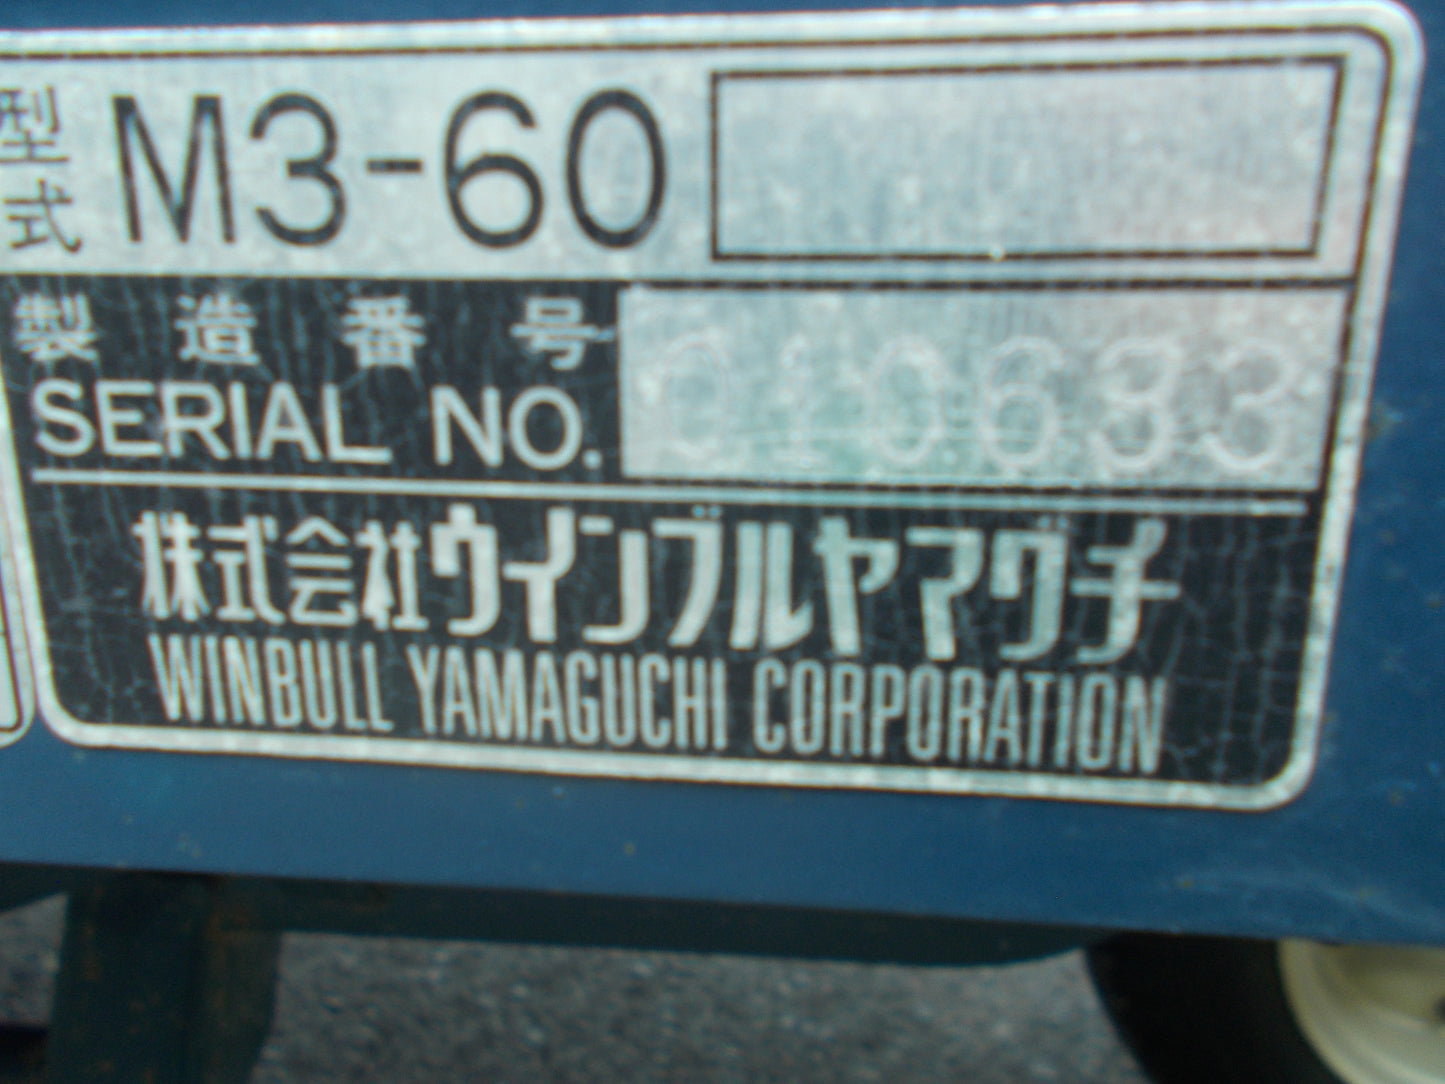 型式 M3-60
製造番号
SERIAL NO. 010633
株式会社ウインブルヤマグチ
WINBULL YAMAGUCHI CORPORATION